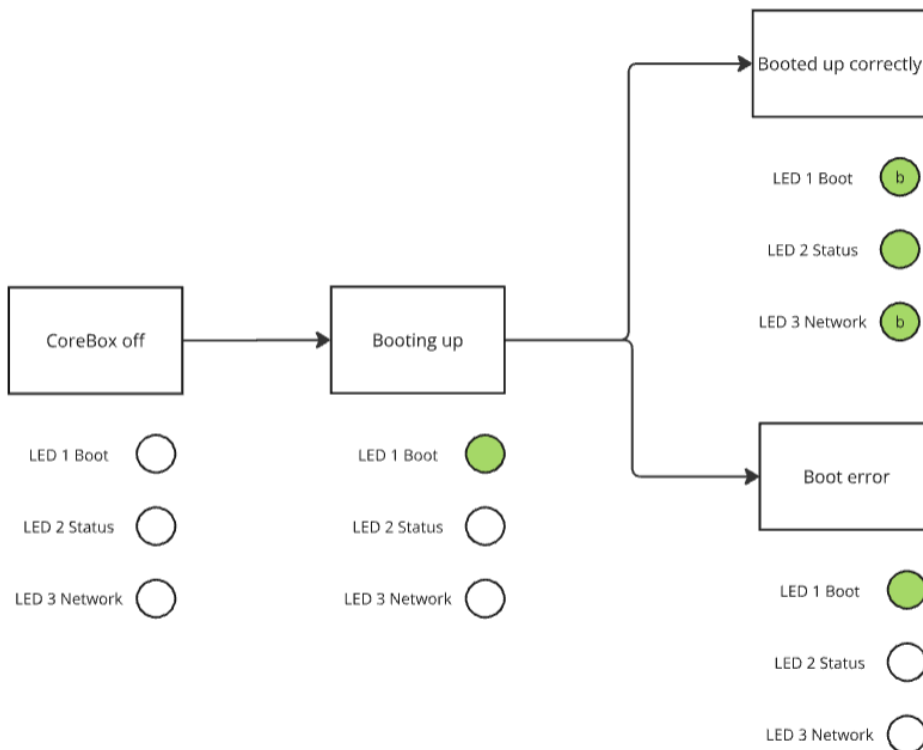 CoreBox off
LED 1 Boot
LED 2 Status
LED 3 Network
Booting up
LED 1 Boot
LED 2 Status
LED 3 Network
Booted up correctly
LED 1 Boot b
LED 2 Status
LED 3 Network b
Boot error
LED 1 Boot
LED 2 Status
LED 3 Network